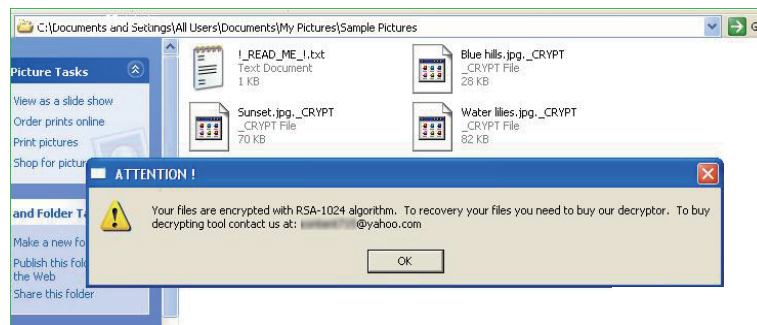 C:\Documents and Settings\All Users\Documents\My Pictures\Sample Pictures
Picture Tasks
View as a slide show
Order prints online
Print pictures
Shop for pictur
and Folder Ta
Make a new fo
Publish this fold
the Web
Share this folder
!_READ_ME_!.txt
Text Document
1 KB
Blue hills.jpg._CRYPT
_CRYPT File
28 KB
Sunset.jpg._CRYPT
_CRYPT File
70 KB
Water lilies.jpg._CRYPT
_CRYPT File
82 KB
ATTENTION !
Your files are encrypted with RSA-1024 algorithm. To recovery your files you need to buy our decryptor. To buy
decrypting tool contact us at: @yahoo.com
OK